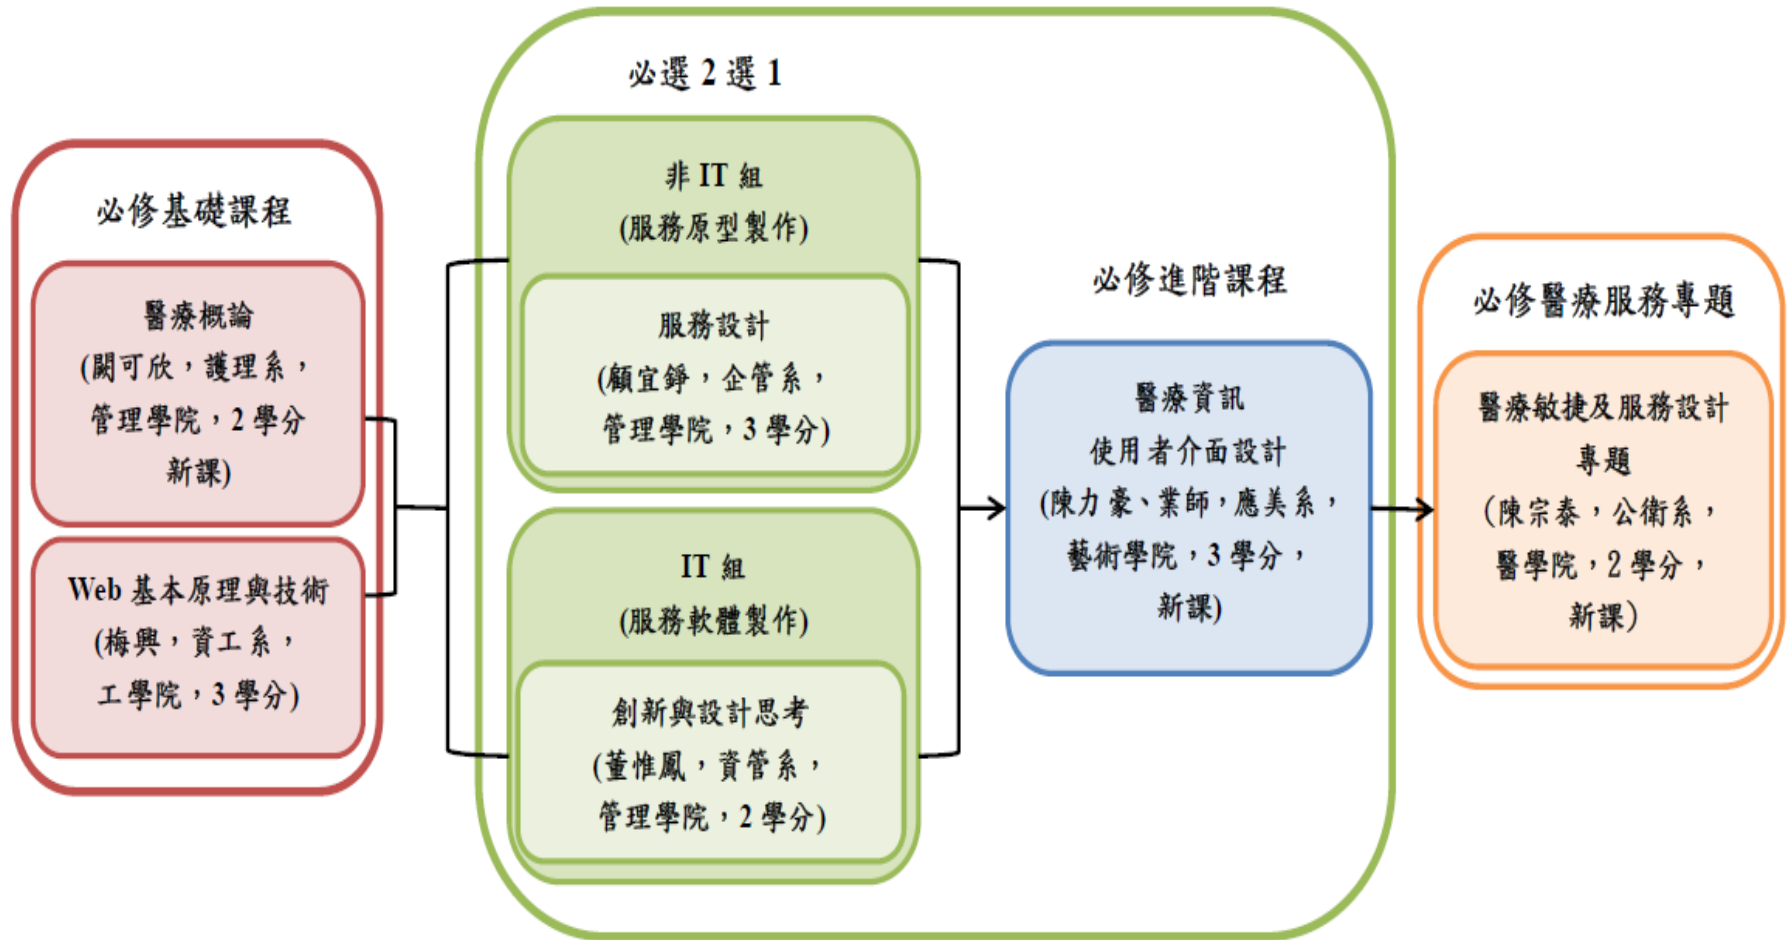 必修基礎課程
醫療概論
(闕可欣，護理系，
管理學院，2 學分
新課)
Web 基本原理與技術
(梅興，資工系，
工學院，3 學分)
必選 2 選 1
非 IT 組
(服務原型製作)
服務設計
(顧宜錚，企管系，
管理學院，3 學分)
IT 組
(服務軟體製作)
創新與設計思考
(董惟鳳，資管系，
管理學院，2 學分)
必修進階課程
醫療資訊
使用者介面設計
(陳力豪、業師，應美系，
藝術學院，3 學分，
新課)
必修醫療服務專題
醫療敏捷及服務設計
專題
(陳宗泰，公衛系，
醫學院，2 學分，
新課)